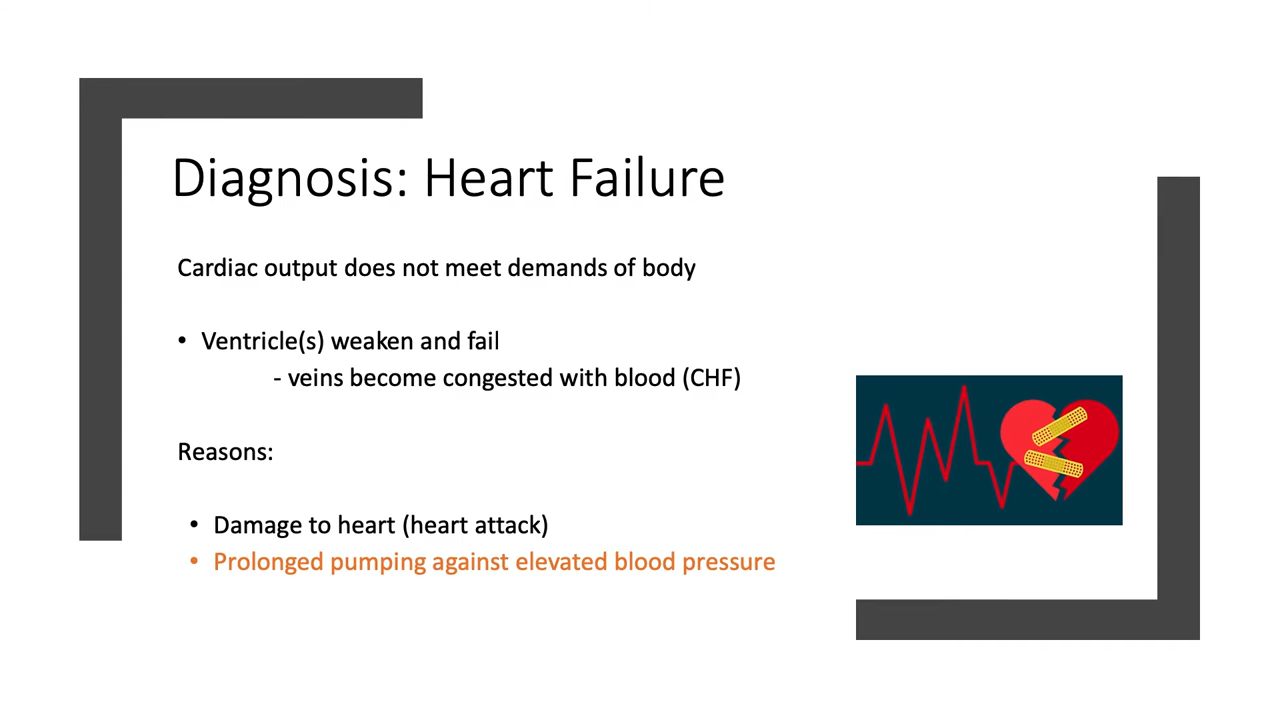 Diagnosis: Heart Failure
Cardiac output does not meet demands of body
• Ventricle(s) weaken and fail
- veins become congested with blood (CHF)
Reasons:
• Damage to heart (heart attack)
• Prolonged pumping against elevated blood pressure